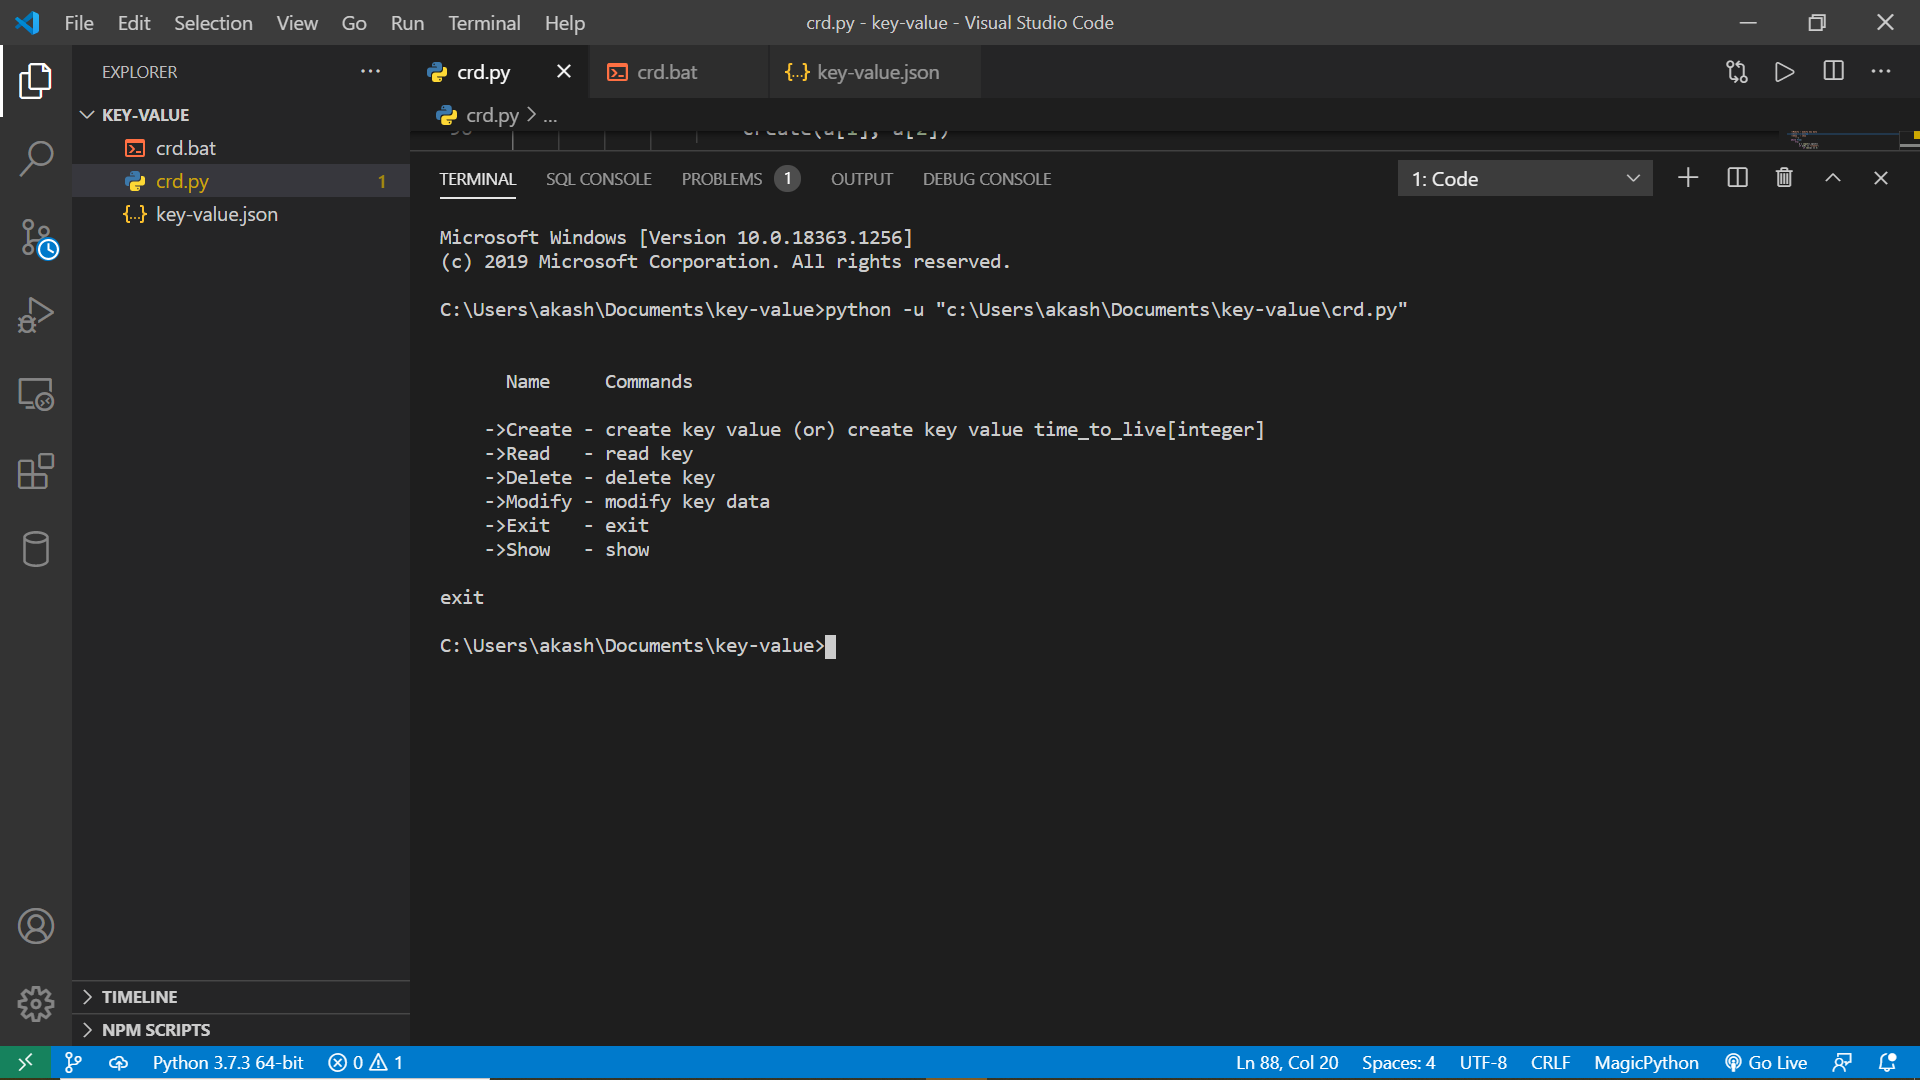 File Edit Selection View Go Run Terminal Help crd.py - key-value - Visual Studio Code
EXPLORER
crd.py crd.bat {..} key-value.json
KEY-VALUE
crd.py > ...
crd.bat
crd.py 1
{..} key-value.json
create(a[1], a[2])
TERMINAL SQL CONSOLE PROBLEMS 1 OUTPUT DEBUG CONSOLE 1: Code
Microsoft Windows [Version 10.0.18363.1256]
(c) 2019 Microsoft Corporation. All rights reserved.
C:\Users\akash\Documents\key-value>python -u "c:\Users\akash\Documents\key-value\crd.py"
Name Commands
->Create - create key value (or) create key value time_to_live[integer]
->Read - read key
->Delete - delete key
->Modify - modify key data
->Exit - exit
->Show - show
exit
C:\Users\akash\Documents\key-value>
TIMELINE
NPM SCRIPTS
Python 3.7.3 64-bit 0 1 Ln 88, Col 20 Spaces: 4 UTF-8 CRLF MagicPython Go Live